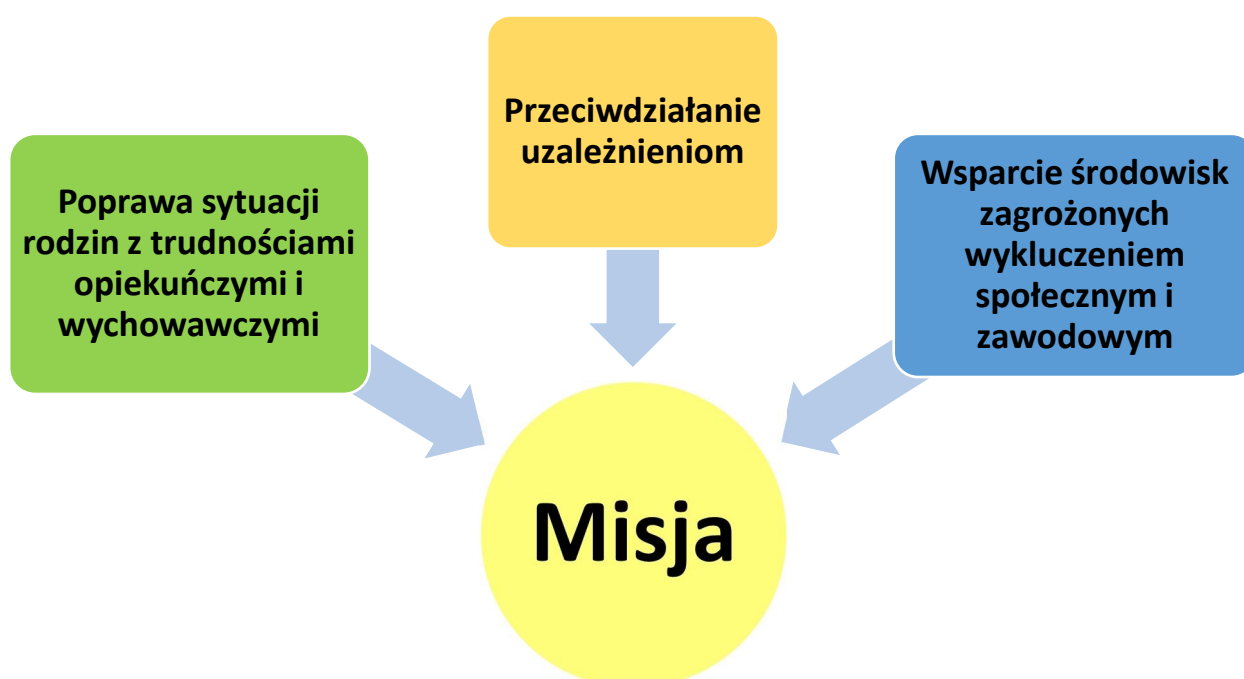 Poprawa sytuacji
rodzin z trudnościami
opiekuńczymi i
wychowawczymi
Przeciwdziałanie
uzależnieniom
Wsparcie środowisk
zagrożonych
wykluczeniem
społecznym i
zawodowym
Misja